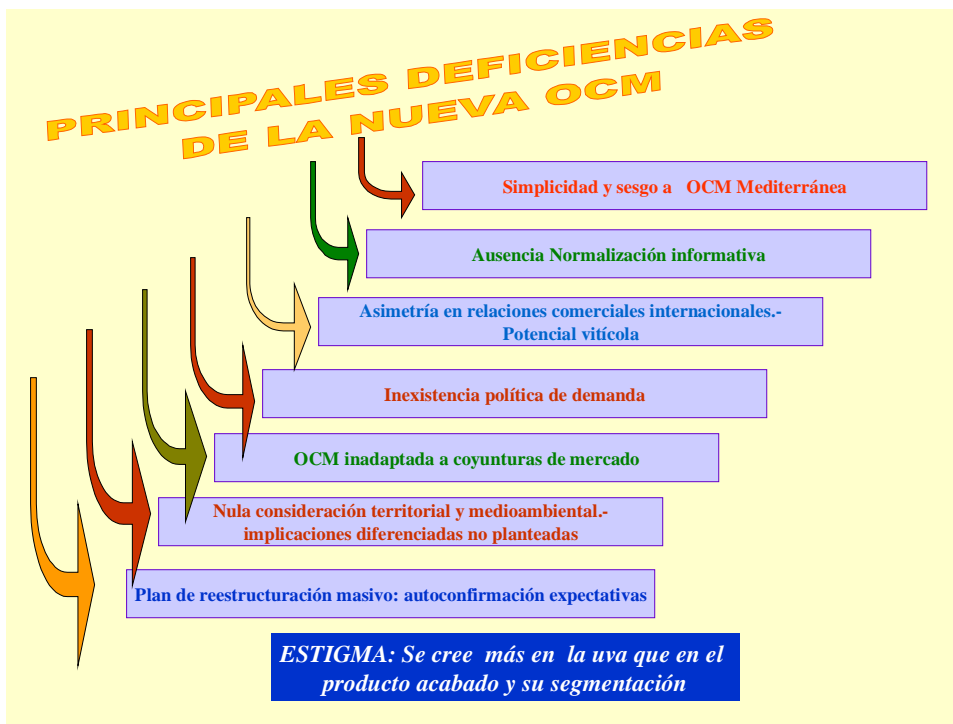 PRINCIPALES DEFICIENCIAS
DE LA NUEVA OCM
Simplicidad y sesgo a OCM Mediterránea
Ausencia Normalización informativa
Asimetría en relaciones comerciales internacionales.-
Potencial vitícola
Inexistencia política de demanda
OCM inadaptada a coyunturas de mercado
Nula consideración territorial y medioambiental.-
implicaciones diferenciadas no planteadas
Plan de reestructuración masivo: autoconfirmación expectativas
ESTIGMA: Se cree más en la uva que en el
producto acabado y su segmentación